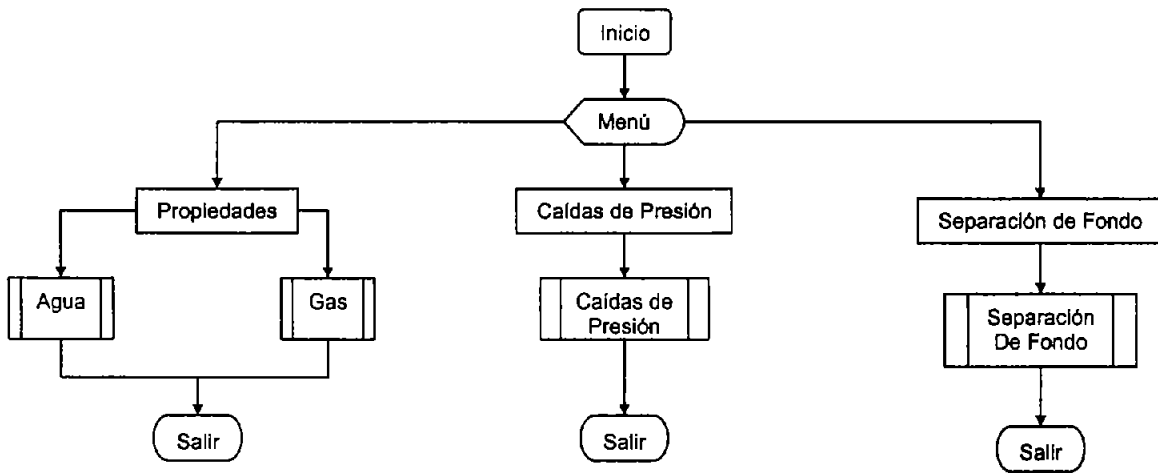 Inicio
Menú
Propiedades
Caídas de Presión
Separación de Fondo
Agua
Gas
Caídas de
Presión
Separación
De Fondo
Salir
Salir
Salir